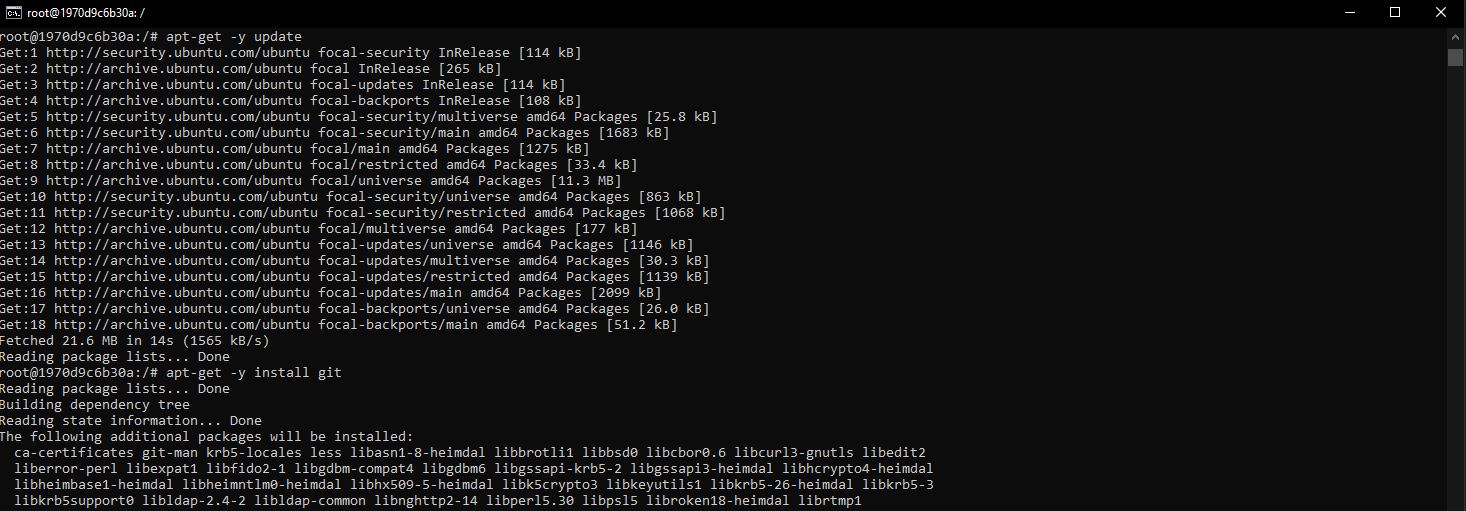 root@1970d9c6b30a: /
root@1970d9c6b30a:/# apt-get -y update
Get:1 http://security.ubuntu.com/ubuntu focal-security InRelease [114 kB]
Get:2 http://archive.ubuntu.com/ubuntu focal InRelease [265 kB]
Get:3 http://archive.ubuntu.com/ubuntu focal-updates InRelease [114 kB]
Get:4 http://archive.ubuntu.com/ubuntu focal-backports InRelease [108 kB]
Get:5 http://security.ubuntu.com/ubuntu focal-security/multiverse amd64 Packages [25.8 kB]
Get:6 http://security.ubuntu.com/ubuntu focal-security/main amd64 Packages [1683 kB]
Get:7 http://archive.ubuntu.com/ubuntu focal/main amd64 Packages [1275 kB]
Get:8 http://archive.ubuntu.com/ubuntu focal/restricted amd64 Packages [33.4 kB]
Get:9 http://archive.ubuntu.com/ubuntu focal/universe amd64 Packages [11.3 MB]
Get:10 http://security.ubuntu.com/ubuntu focal-security/universe amd64 Packages [863 kB]
Get:11 http://security.ubuntu.com/ubuntu focal-security/restricted amd64 Packages [1068 kB]
Get:12 http://archive.ubuntu.com/ubuntu focal/multiverse amd64 Packages [177 kB]
Get:13 http://archive.ubuntu.com/ubuntu focal-updates/universe amd64 Packages [1146 kB]
Get:14 http://archive.ubuntu.com/ubuntu focal-updates/multiverse amd64 Packages [30.3 kB]
Get:15 http://archive.ubuntu.com/ubuntu focal-updates/restricted amd64 Packages [1139 kB]
Get:16 http://archive.ubuntu.com/ubuntu focal-updates/main amd64 Packages [2099 kB]
Get:17 http://archive.ubuntu.com/ubuntu focal-backports/universe amd64 Packages [26.0 kB]
Get:18 http://archive.ubuntu.com/ubuntu focal-backports/main amd64 Packages [51.2 kB]
Fetched 21.6 MB in 14s (1565 kB/s)
Reading package lists... Done
root@1970d9c6b30a:/# apt-get -y install git
Reading package lists... Done
Building dependency tree
Reading state information... Done
The following additional packages will be installed:
ca-certificates git-man krb5-locales less libasn1-8-heimdal libbrotli1 libbsd0 libcbor0.6 libcurl3-gnutls libedit2
liberror-perl libexpat1 libfido2-1 libgdbm-compat4 libgdbm6 libgssapi-krb5-2 libgssapi3-heimdal libhcrypto4-heimdal
libheimbase1-heimdal libheimntlm0-heimdal libhx509-5-heimdal libk5crypto3 libkeyutils1 libkrb5-26-heimdal libkrb5-3
libkrb5support0 libldap-2.4-2 libldap-common libnghttp2-14 libperl5.30 libpsl5 libroken18-heimdal librtmp1